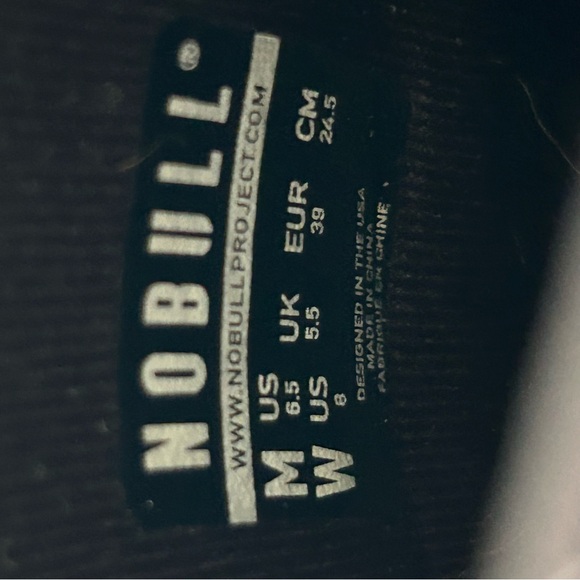 NOBULL®
WWW.NOBULLPROJECT.COM
M US UK EUR CM
6.5 5.5 39 24.5
W US
8
DESIGNED IN THE USA
MADE IN CHINA
FABRIQUÉ EN CHINE